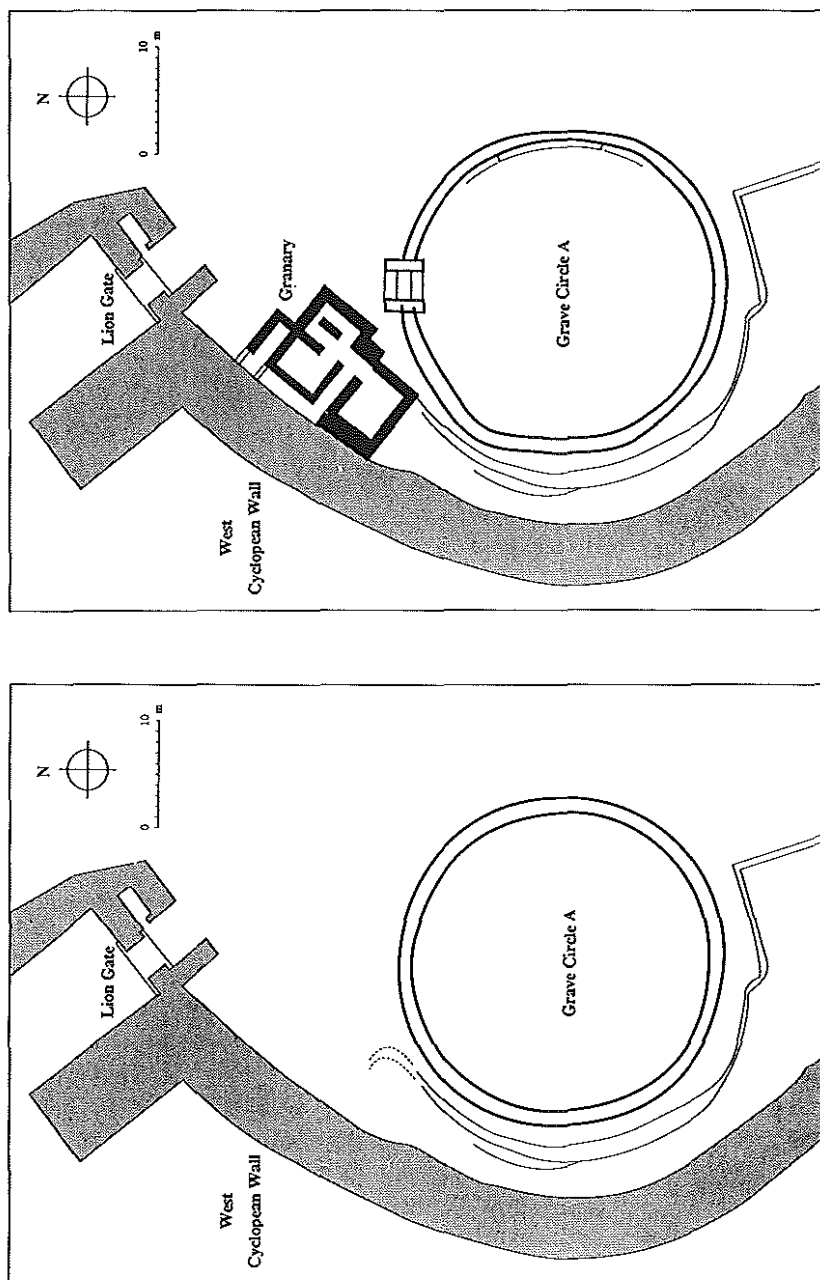 N
10
m
0
Lion Gate
Granary
Grave Circle A
West
Cyclopean Wall
N
10
m
0
Lion Gate
Grave Circle A
West
Cyclopean Wall